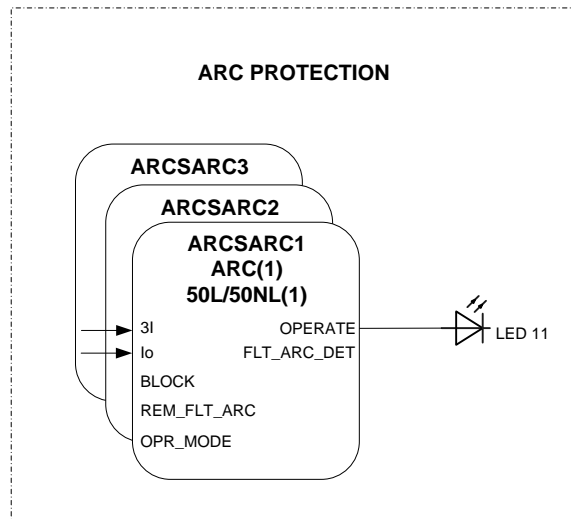 ARC PROTECTION
ARCSARC3
ARCSARC2
ARCSARC1
ARC(1)
50L/50NL(1)
3I OPERATE
Io FLT_ARC_DET
BLOCK
REM_FLT_ARC
OPR_MODE
LED 11